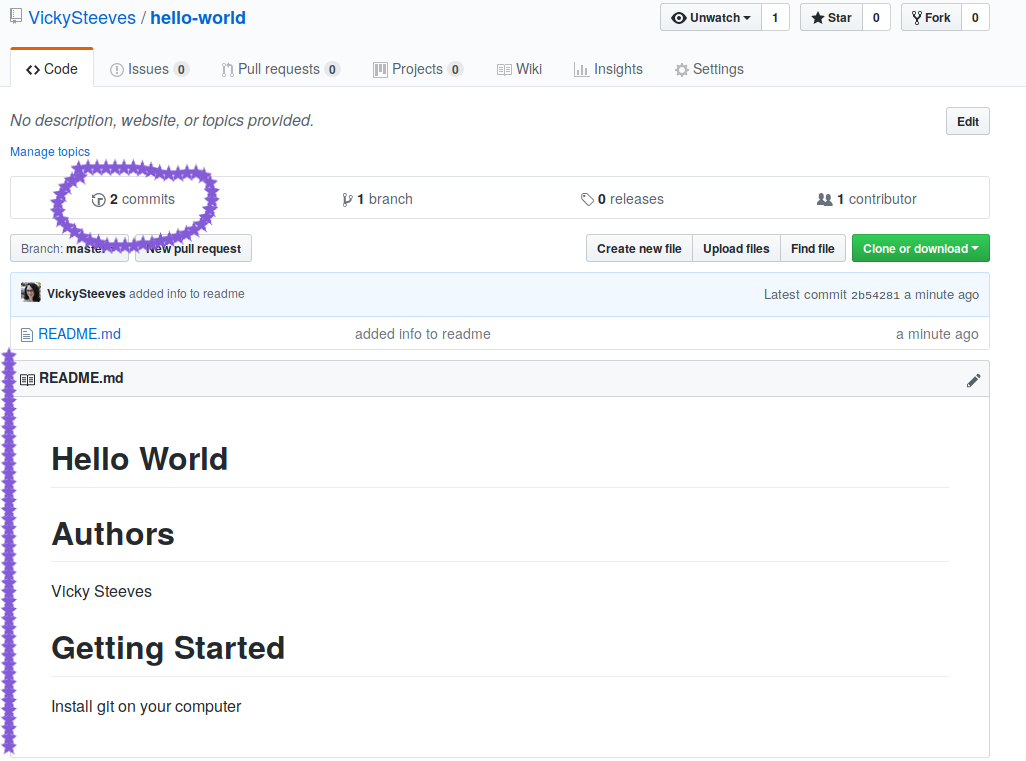 VickySteeves / hello-world Unwatch 1 Star 0 Fork 0
Code Issues 0 Pull requests 0 Projects 0 Wiki Insights Settings
No description, website, or topics provided. Edit
Manage topics
2 commits 1 branch 0 releases 1 contributor
Branch: master New pull request Create new file Upload files Find file Clone or download
VickySteeves added info to readme Latest commit 2b54281 a minute ago
README.md added info to readme a minute ago
README.md
Hello World
Authors
Vicky Steeves
Getting Started
Install git on your computer